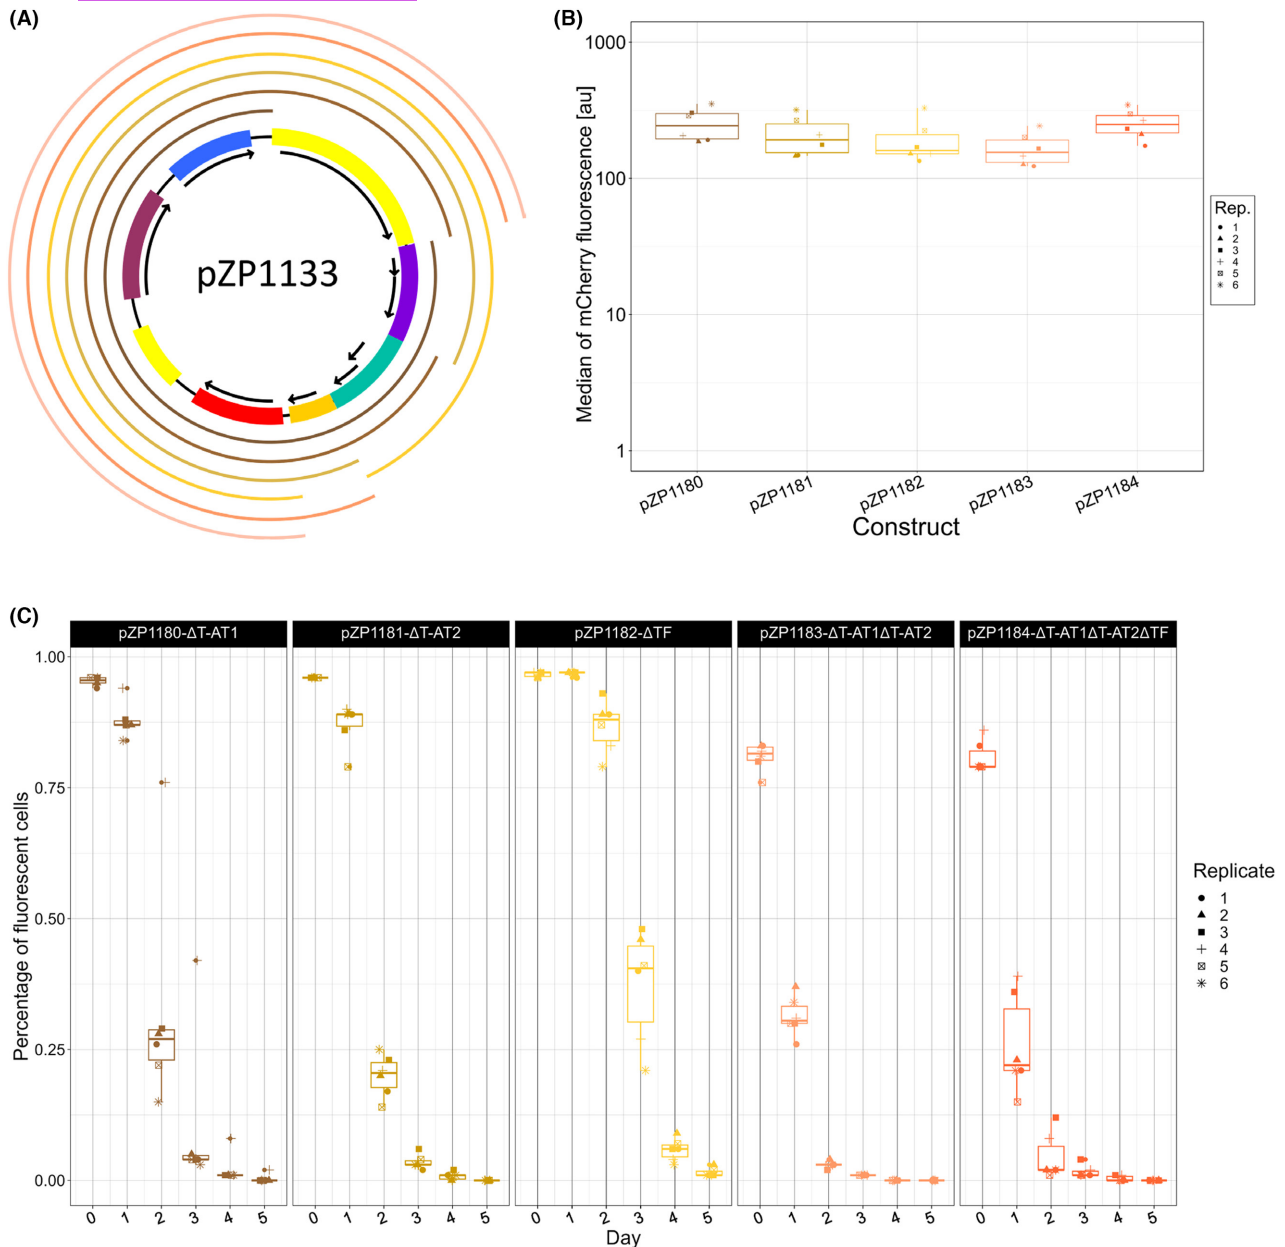 (A)
pZP1133
(B)
Median of mCherry fluorescence [au]
1000
100
10
1
pZP1180
pZP1181
pZP1182
pZP1183
pZP1184
Construct
Rep.
1
2
3
4
5
6
(C)
pZP1180-ΔT-AT1
pZP1181-ΔT-AT2
pZP1182-ΔTF
pZP1183-ΔT-AT1ΔT-AT2
pZP1184-ΔT-AT1ΔT-AT2ΔTF
Percentage of fluorescent cells
1.00
0.75
0.50
0.25
0.00
0 1 2 3 4 5
0 1 2 3 4 5
0 1 2 3 4 5
0 1 2 3 4 5
0 1 2 3 4 5
Day
Replicate
1
2
3
4
5
6